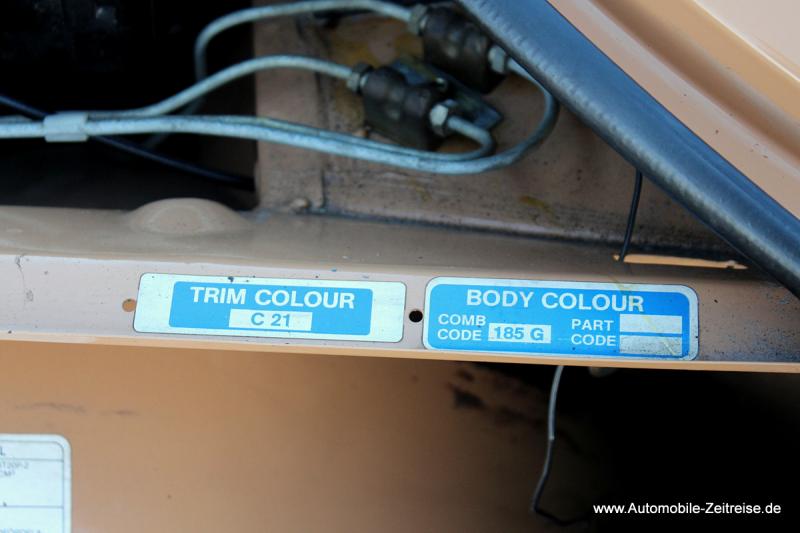 TRIM COLOUR
C 21
BODY COLOUR
COMB CODE 185 G
PART CODE
www.Automobile-Zeitreise.de